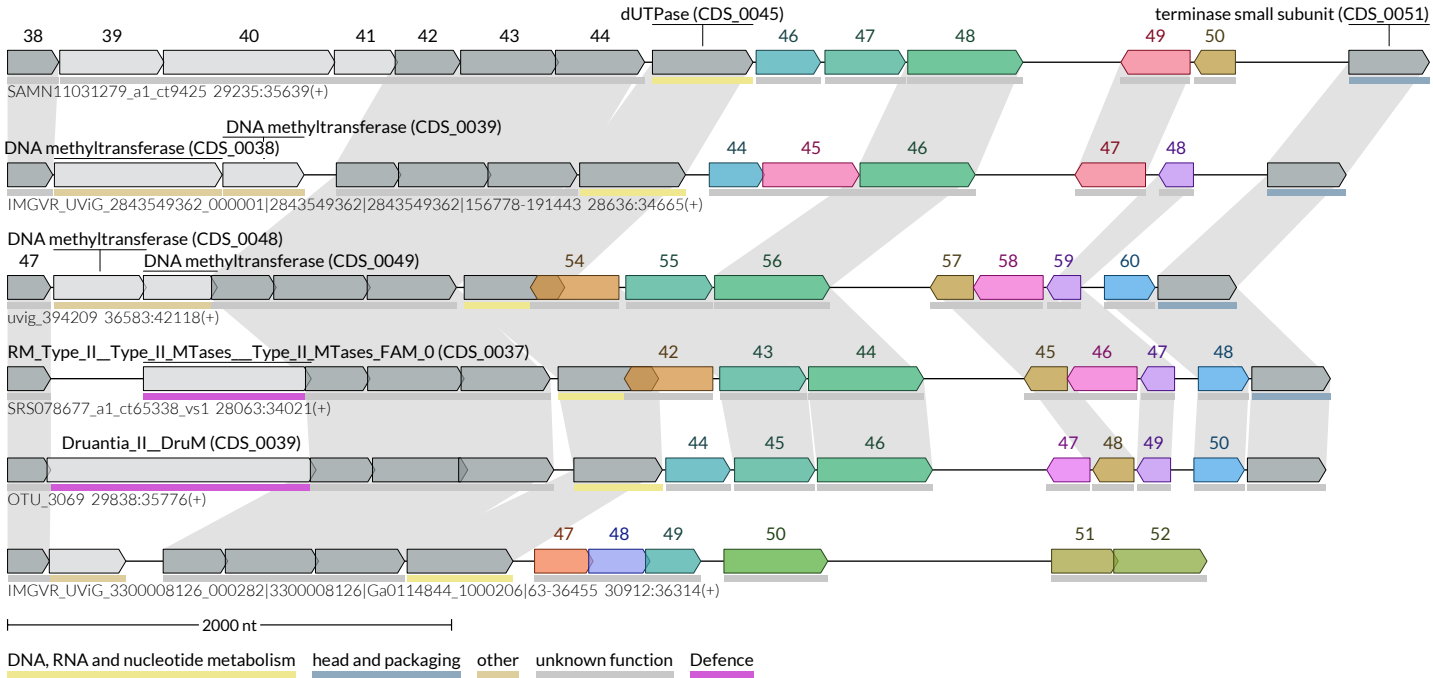 dUTPase (CDS_0045) terminase small subunit (CDS_0051)
38 39 40 41 42 43 44 46 47 48 49 50
SAMN11031279_a1_ct9425 29235:35639(+)
DNA methyltransferase (CDS_0039)
DNA methyltransferase (CDS_0038) 44 45 46 47 48
IMGVR_UViG_2843549362_000001|2843549362|2843549362|156778-191443 28636:34665(+)
DNA methyltransferase (CDS_0048)
47 DNA methyltransferase (CDS_0049) 54 55 56 57 58 59 60
uvig_394209 36583:42118(+)
RM_Type_II__Type_II_MTases___Type_II_MTases_FAM_0 (CDS_0037) 42 43 44 45 46 47 48
SRS078677_a1_ct65338_vs1 28063:34021(+)
Druantia_II__DruM (CDS_0039) 44 45 46 47 48 49 50
OTU_3069 29838:35776(+)
47 48 49 50 51 52
IMGVR_UViG_3300008126_000282|3300008126|Ga0114844_1000206|63-36455 30912:36314(+)
2000 nt
DNA, RNA and nucleotide metabolism head and packaging other unknown function Defence